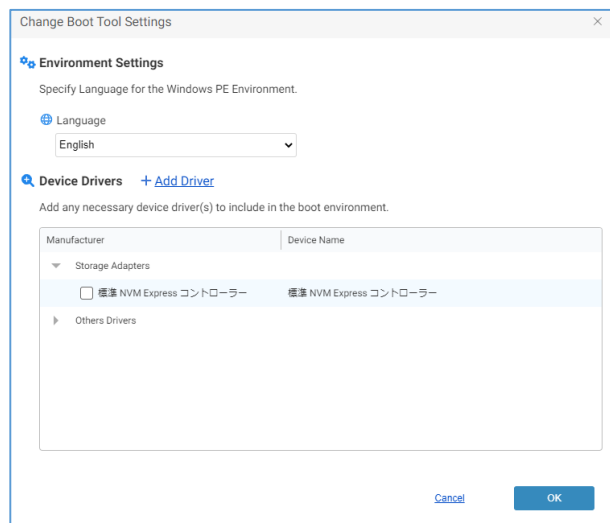 Change Boot Tool Settings
Environment Settings
Specify Language for the Windows PE Environment.
Language
English
Device Drivers + Add Driver
Add any necessary device driver(s) to include in the boot environment.
Manufacturer Device Name
Storage Adapters
標準 NVM Express コントローラー 標準 NVM Express コントローラー
Others Drivers
Cancel OK